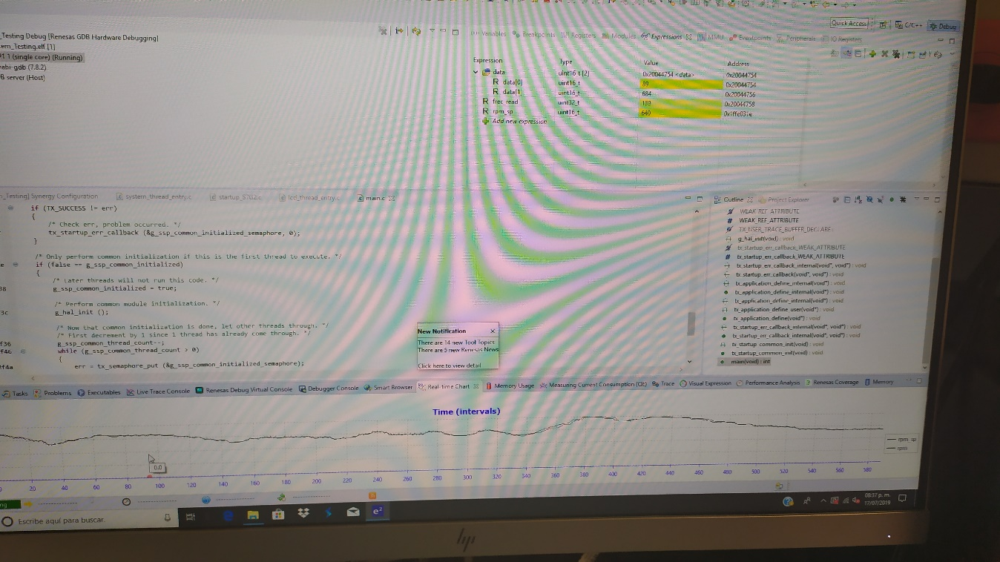 Quick Access
C/C++
Debug
_Testing Debug [Renesas GDB Hardware Debugging]
em_Testing.elf [1]
#1 1 (single core) (Running)
eabi-gdb (7.8.2)
B server (Host)
Variables
Breakpoints
Registers
Modules
Expressions
MMU
Eventpoints
Peripherals
IO Registers
Expression Type Value Address
data uint16_t [2] 0x20044754 <data> 0x20044754
data[0] uint16_t 89 0x20044754
data[1] uint16_t 684 0x20044756
frec_read uint32_t 0x20044758
rpm_sp uint16_t 640
Add new expression
_Testing] Synergy Configuration
system_thread_entry.c
startup_S7G2.c
lcd_thread_entry.c
main.c
if (TX_SUCCESS != err)
{
/* Check err, problem occurred. */
tx_startup_err_callback (&g_ssp_common_initialized_semaphore, 0);
}
/* Only perform common initialization if this is the first thread to execute. */
if (false == g_ssp_common_initialized)
{
/* Later threads will not run this code. */
g_ssp_common_initialized = true;
/* Perform common module initialization. */
g_hal_init ();
/* Now that common initialization is done, let other threads through. */
/* First decrement by 1 since 1 thread has already come through. */
g_ssp_common_thread_count--;
while (g_ssp_common_thread_count > 0)
{
err = tx_semaphore_put (&g_ssp_common_initialized_semaphore);
38
3c
f36
f46
2f4a
New Notification
There are 14 new Tool Topics
There are 5 new Renesas News
Click here to view detail
Outline
Project Explorer
WEAK_REF_ATTRIBUTE
WEAK_REF_ATTRIBUTE
TX_USER_TRACE_BUFFER_DECLARE
g_hal_init(void) : void
tx_startup_err_callback_WEAK_ATTRIBUTE
tx_startup_err_callback_WEAK_ATTRIBUTE
tx_startup_err_callback_internal(void*, void*) : void
tx_startup_err_callback(void*, void*) : void
tx_application_define_internal(void*) : void
tx_application_define_internal(void*) : void
tx_application_define_internal(void*) : void
tx_application_define_user(void*) : void
tx_application_define(void*) : void
tx_startup_err_callback_internal(void*, void*) : void
tx_startup_err_callback_internal(void*, void*) : void
tx_startup_common_init(void) : void
tx_startup_common_init(void) : void
main(void) : int
Tasks
Problems
Executables
Live Trace Console
Renesas Debug Virtual Console
Debugger Console
Smart Browser
Real-time Chart
Memory Usage
Measuring Current Consumption (QE)
Trace
Visual Expression
Performance Analysis
Renesas Coverage
Memory
Time (intervals)
rpm_sp
rpm
0.0
20 40 60 80 100 120 140 160 180 200 220 240 260 280 300 320 340 360 380 400 420 440 460 480 500 520 540 560 580
Escribe aquí para buscar.
e2
08:37 p. m.
17/07/2019
hp